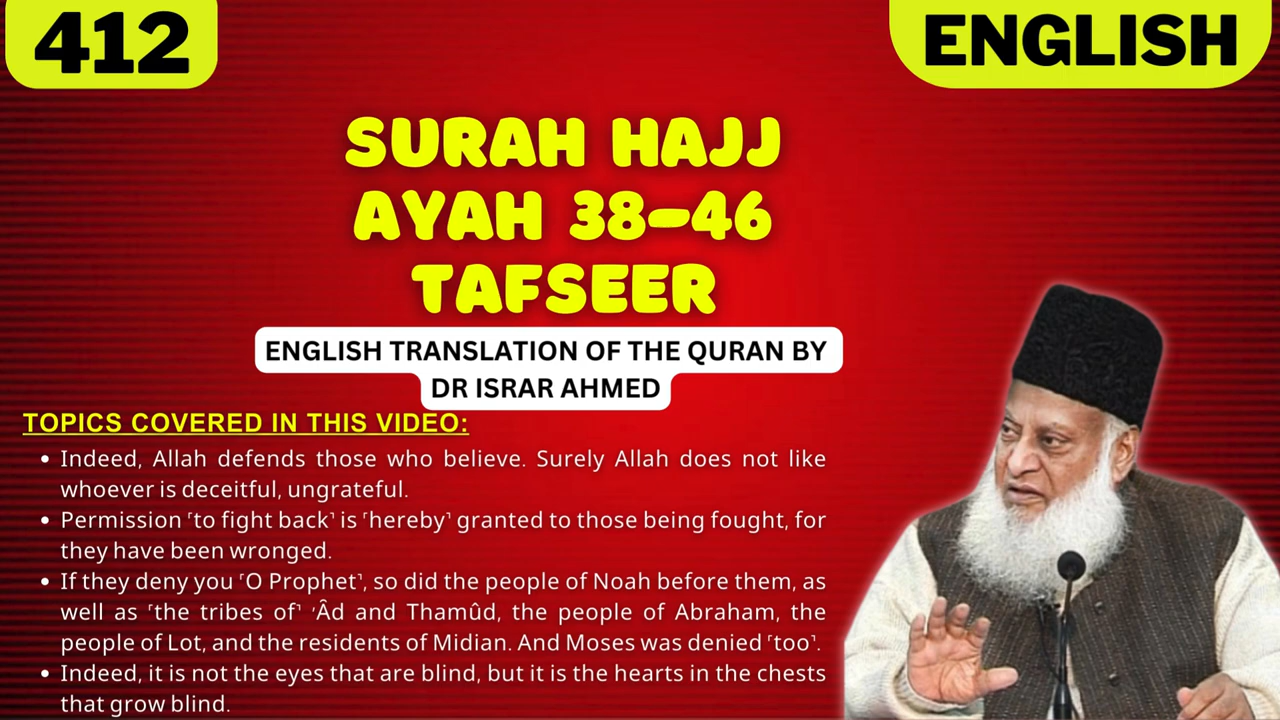 412
ENGLISH
SURAH HAJJ
AYAH 38-46
TAFSEER
ENGLISH TRANSLATION OF THE QURAN BY
DR ISRAR AHMED
TOPICS COVERED IN THIS VIDEO:
• Indeed, Allah defends those who believe. Surely Allah does not like
whoever is deceitful, ungrateful.
• Permission ˹to fight back˺ is ˹hereby˺ granted to those being fought, for
they have been wronged.
• If they deny you ˹O Prophet˺, so did the people of Noah before them, as
well as ˹the tribes of˺ ’Âd and Thamûd, the people of Abraham, the
people of Lot, and the residents of Midian. And Moses was denied ˹too˺.
• Indeed, it is not the eyes that are blind, but it is the hearts in the chests
that grow blind.